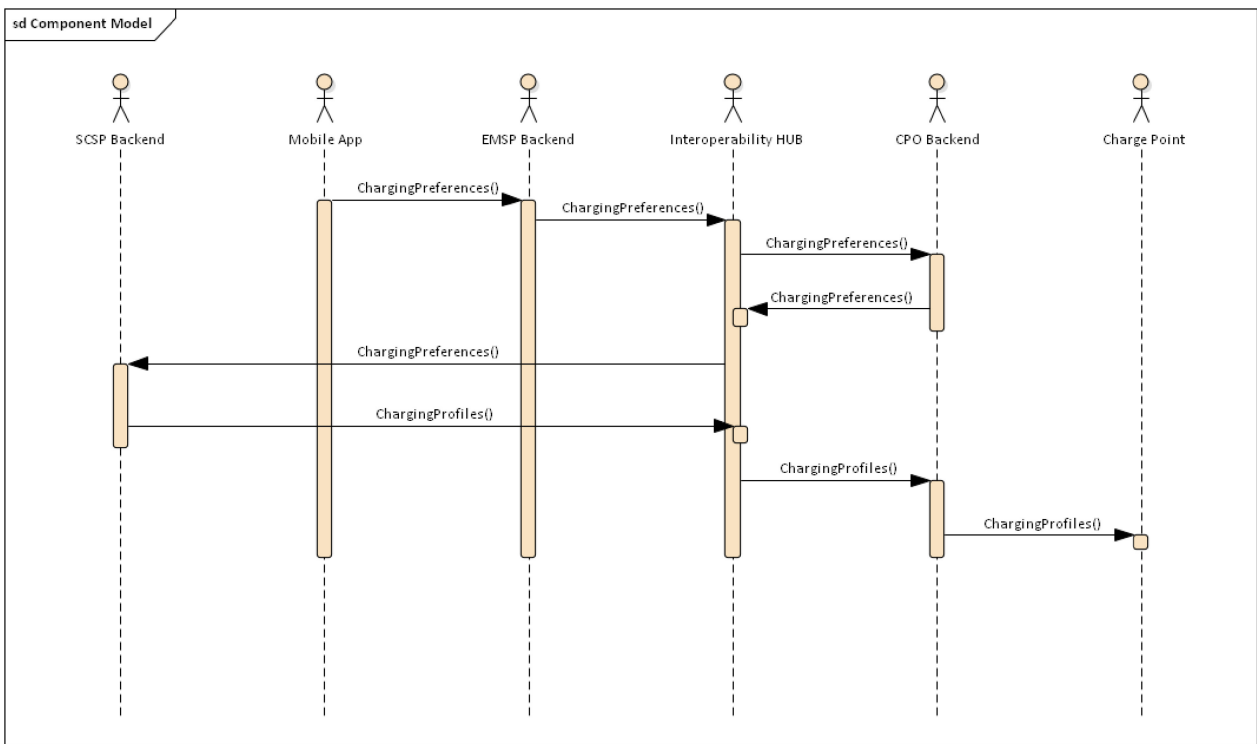 sd Component Model
SCSP Backend
Mobile App
EMSP Backend
Interoperability HUB
CPO Backend
Charge Point
ChargingPreferences()
ChargingPreferences()
ChargingPreferences()
ChargingPreferences()
ChargingPreferences()
ChargingProfiles()
ChargingProfiles()
ChargingProfiles()